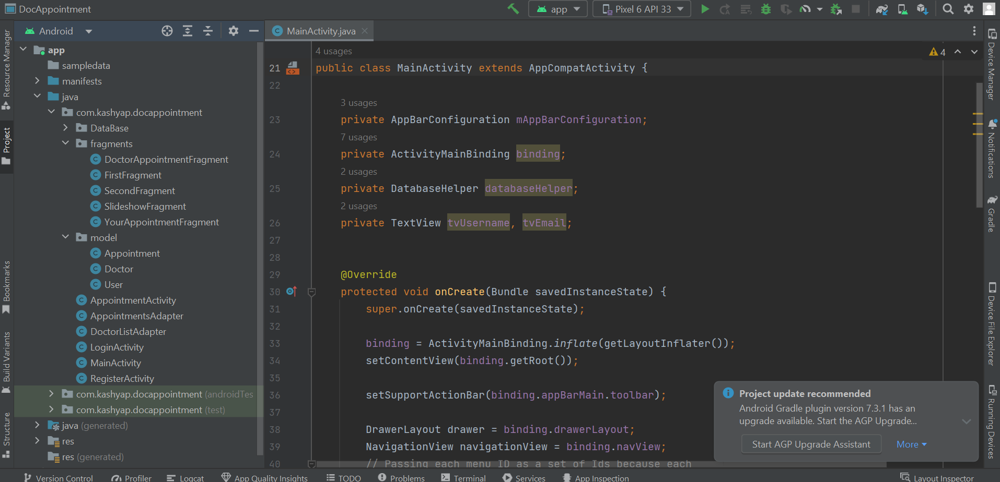 DocAppointment
app
Pixel 6 API 33
Android
MainActivity.java
Resource Manager
Project
Bookmarks
Build Variants
Structure
app
sampledata
manifests
java
com.kashyap.docappointment
DataBase
fragments
DoctorAppointmentFragment
FirstFragment
SecondFragment
SlideshowFragment
YourAppointmentFragment
model
Appointment
Doctor
User
AppointmentActivity
AppointmentsAdapter
DoctorListAdapter
LoginActivity
MainActivity
RegisterActivity
com.kashyap.docappointment (androidTes
com.kashyap.docappointment (test)
java (generated)
res
res (generated)
4 usages
4
21 public class MainActivity extends AppCompatActivity {
22
3 usages
23 private AppBarConfiguration mAppBarConfiguration;
7 usages
24 private ActivityMainBinding binding;
2 usages
25 private DatabaseHelper databaseHelper;
2 usages
26 private TextView tvUsername, tvEmail;
27
28
29 @Override
30 protected void onCreate(Bundle savedInstanceState) {
31 super.onCreate(savedInstanceState);
32
33 binding = ActivityMainBinding.inflate(getLayoutInflater());
34 setContentView(binding.getRoot());
35
36 setSupportActionBar(binding.appBarMain.toolbar);
37
38 DrawerLayout drawer = binding.drawerLayout;
39 NavigationView navigationView = binding.navView;
40 // Passing each menu ID as a set of Ids because each
Project update recommended
Android Gradle plugin version 7.3.1 has an
upgrade available. Start the AGP Upgrade...
Start AGP Upgrade Assistant
More
Device Manager
Notifications
Gradle
Device File Explorer
Running Devices
Version Control
Profiler
Logcat
App Quality Insights
TODO
Problems
Terminal
Services
App Inspection
Layout Inspector